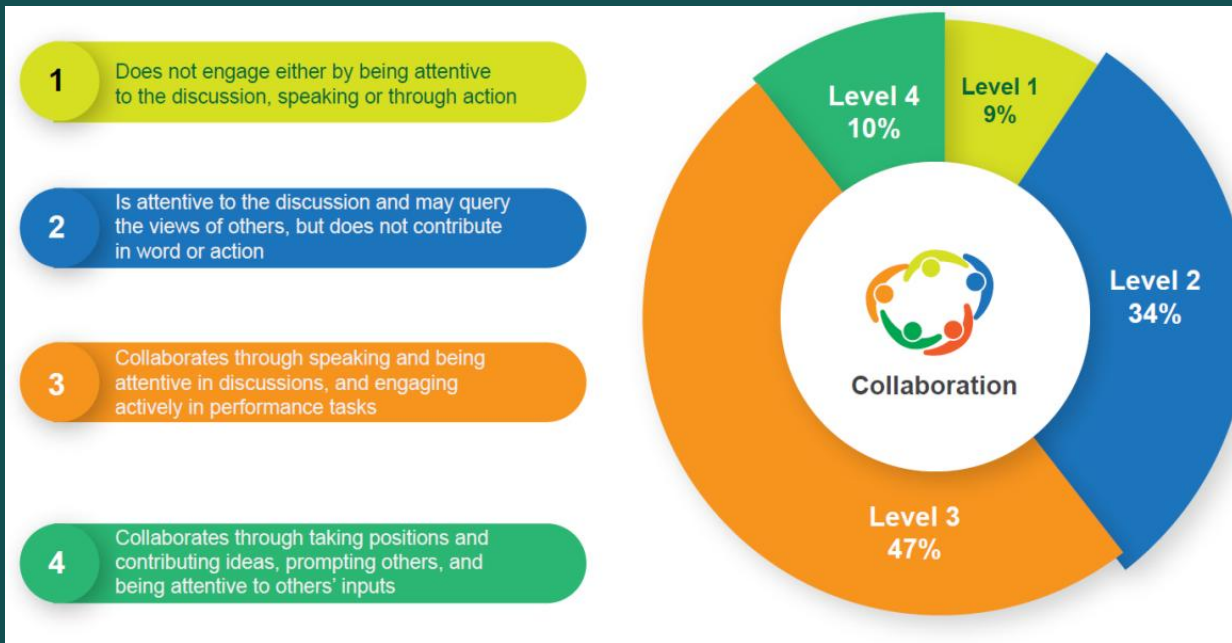 1
Does not engage either by being attentive
to the discussion, speaking or through action
2
Is attentive to the discussion and may query
the views of others, but does not contribute
in word or action
3
Collaborates through speaking and being
attentive in discussions, and engaging
actively in performance tasks
4
Collaborates through taking positions and
contributing ideas, prompting others, and
being attentive to others’ inputs
Level 4
10%
Level 1
9%
Level 2
34%
Collaboration
Level 3
47%